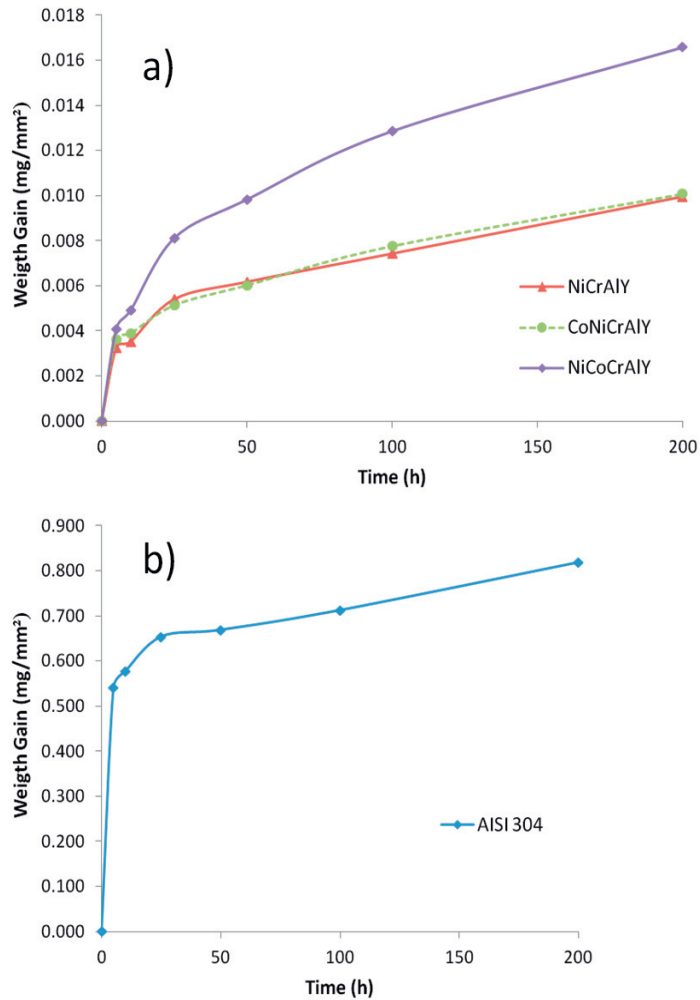 a)
0.018
0.016
0.014
0.012
0.010
0.008
0.006
0.004
0.002
0.000
Weigth Gain (mg/mm²)
NiCrAlY
CoNiCrAlY
NiCoCrAlY
0 50 100 150 200
Time (h)
b)
0.900
0.800
0.700
0.600
0.500
0.400
0.300
0.200
0.100
0.000
Weigth Gain (mg/mm²)
AISI 304
0 50 100 150 200
Time (h)